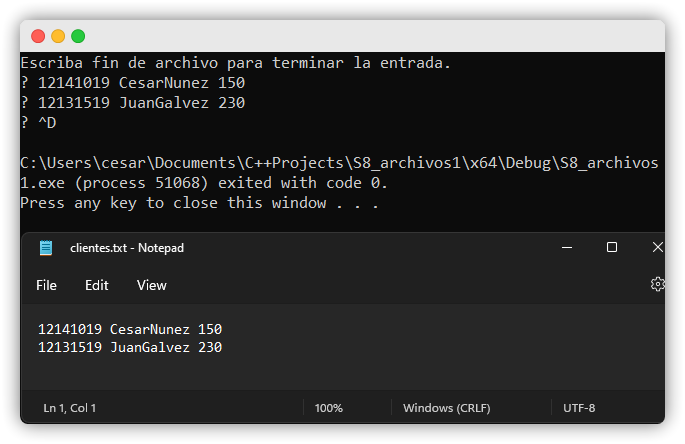 Escriba fin de archivo para terminar la entrada.
? 12141019 CesarNunez 150
? 12131519 JuanGalvez 230
? ^D
C:\Users\cesar\Documents\C++Projects\S8_archivos1\x64\Debug\S8_archivos
1.exe (process 51068) exited with code 0.
Press any key to close this window . . .
clientes.txt - Notepad
File Edit View
12141019 CesarNunez 150
12131519 JuanGalvez 230
Ln 1, Col 1 100% Windows (CRLF) UTF-8